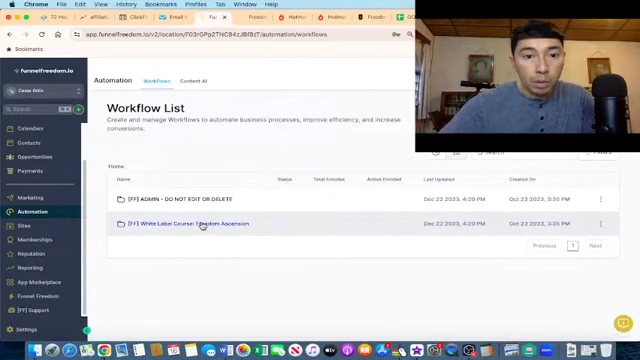 Chrome File Edit View History Bookmarks Profiles Tab Window Help
app.funnelfreedom.io/v2/location/
/automation/workflows
Bookmarks
funnelfreedom.io
Cesar Ortiz
Search
Calendars
Contacts
Opportunities
Payments
Marketing
Automation
Sites
Memberships
Reputation
Reporting
App Marketplace
Funnel Freedom
[FF] Support
Settings
Automation Workflows Content AI
Workflow List
Create and manage Workflows to automate business processes, improve efficiency, and increase
conversions.
Home
Name Status Total Enrolled Active Enrolled Last Updated Created On
[FF] ADMIN - DO NOT EDIT OR DELETE Dec 22 2023, 4:20 PM Oct 23 2023, 3:35 PM
[FF] White Label Course: Freedom Ascension Dec 22 2023, 4:20 PM Oct 23 2023, 3:35 PM
Previous 1 Next